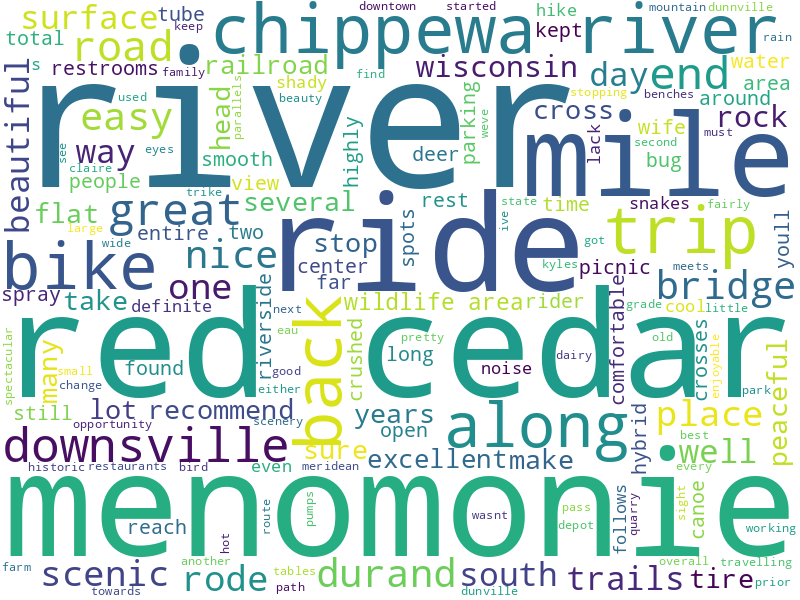 surface
tube
keep
chippewa river
downtown
started
hike
kept
mountain
dunnville
rain
total
road
s
restrooms
family
railroad
shady
find
wisconsin
day
end
stopping
water
area
benches
around
river
mile
easy
used
head
parallels
beauty
highly
deer
parking
weve
cross
lack
wife
second
bug
rock
must
beautiful
see
way
eyes
claire
people
smooth
trike
view
several
rest
spots
state
ive
time
snakes
fairly
flat
large
wide
great
entire
two
ride
trip
got
youll
bike
nice
stop
center
far
kyles
picnic
meets
bridge
spray
take
one
definite
riverside
next
back
wildlife area
rider
comfortable
grade
cool
little
red cedar
spectacular
many
small
change
found
eau
good
either
crushed
long
pretty
noise
dairy
crosses
enjoyable
old
park
still
lot
recommend
opportunity
scenery
years
open
along
hybrid
place
best
peaceful
downsville
sure
excellent
make
well
every
historic
restaurants
bird
even
meridean
menomonie
reach
hot
route
pumps
wasnt
pass
depot
follows
quarry
sight
canoe
working
farm
scenic
towards
another
rode
tables
path
durand
south
dunville
trails
tire
overall
travelling
prior